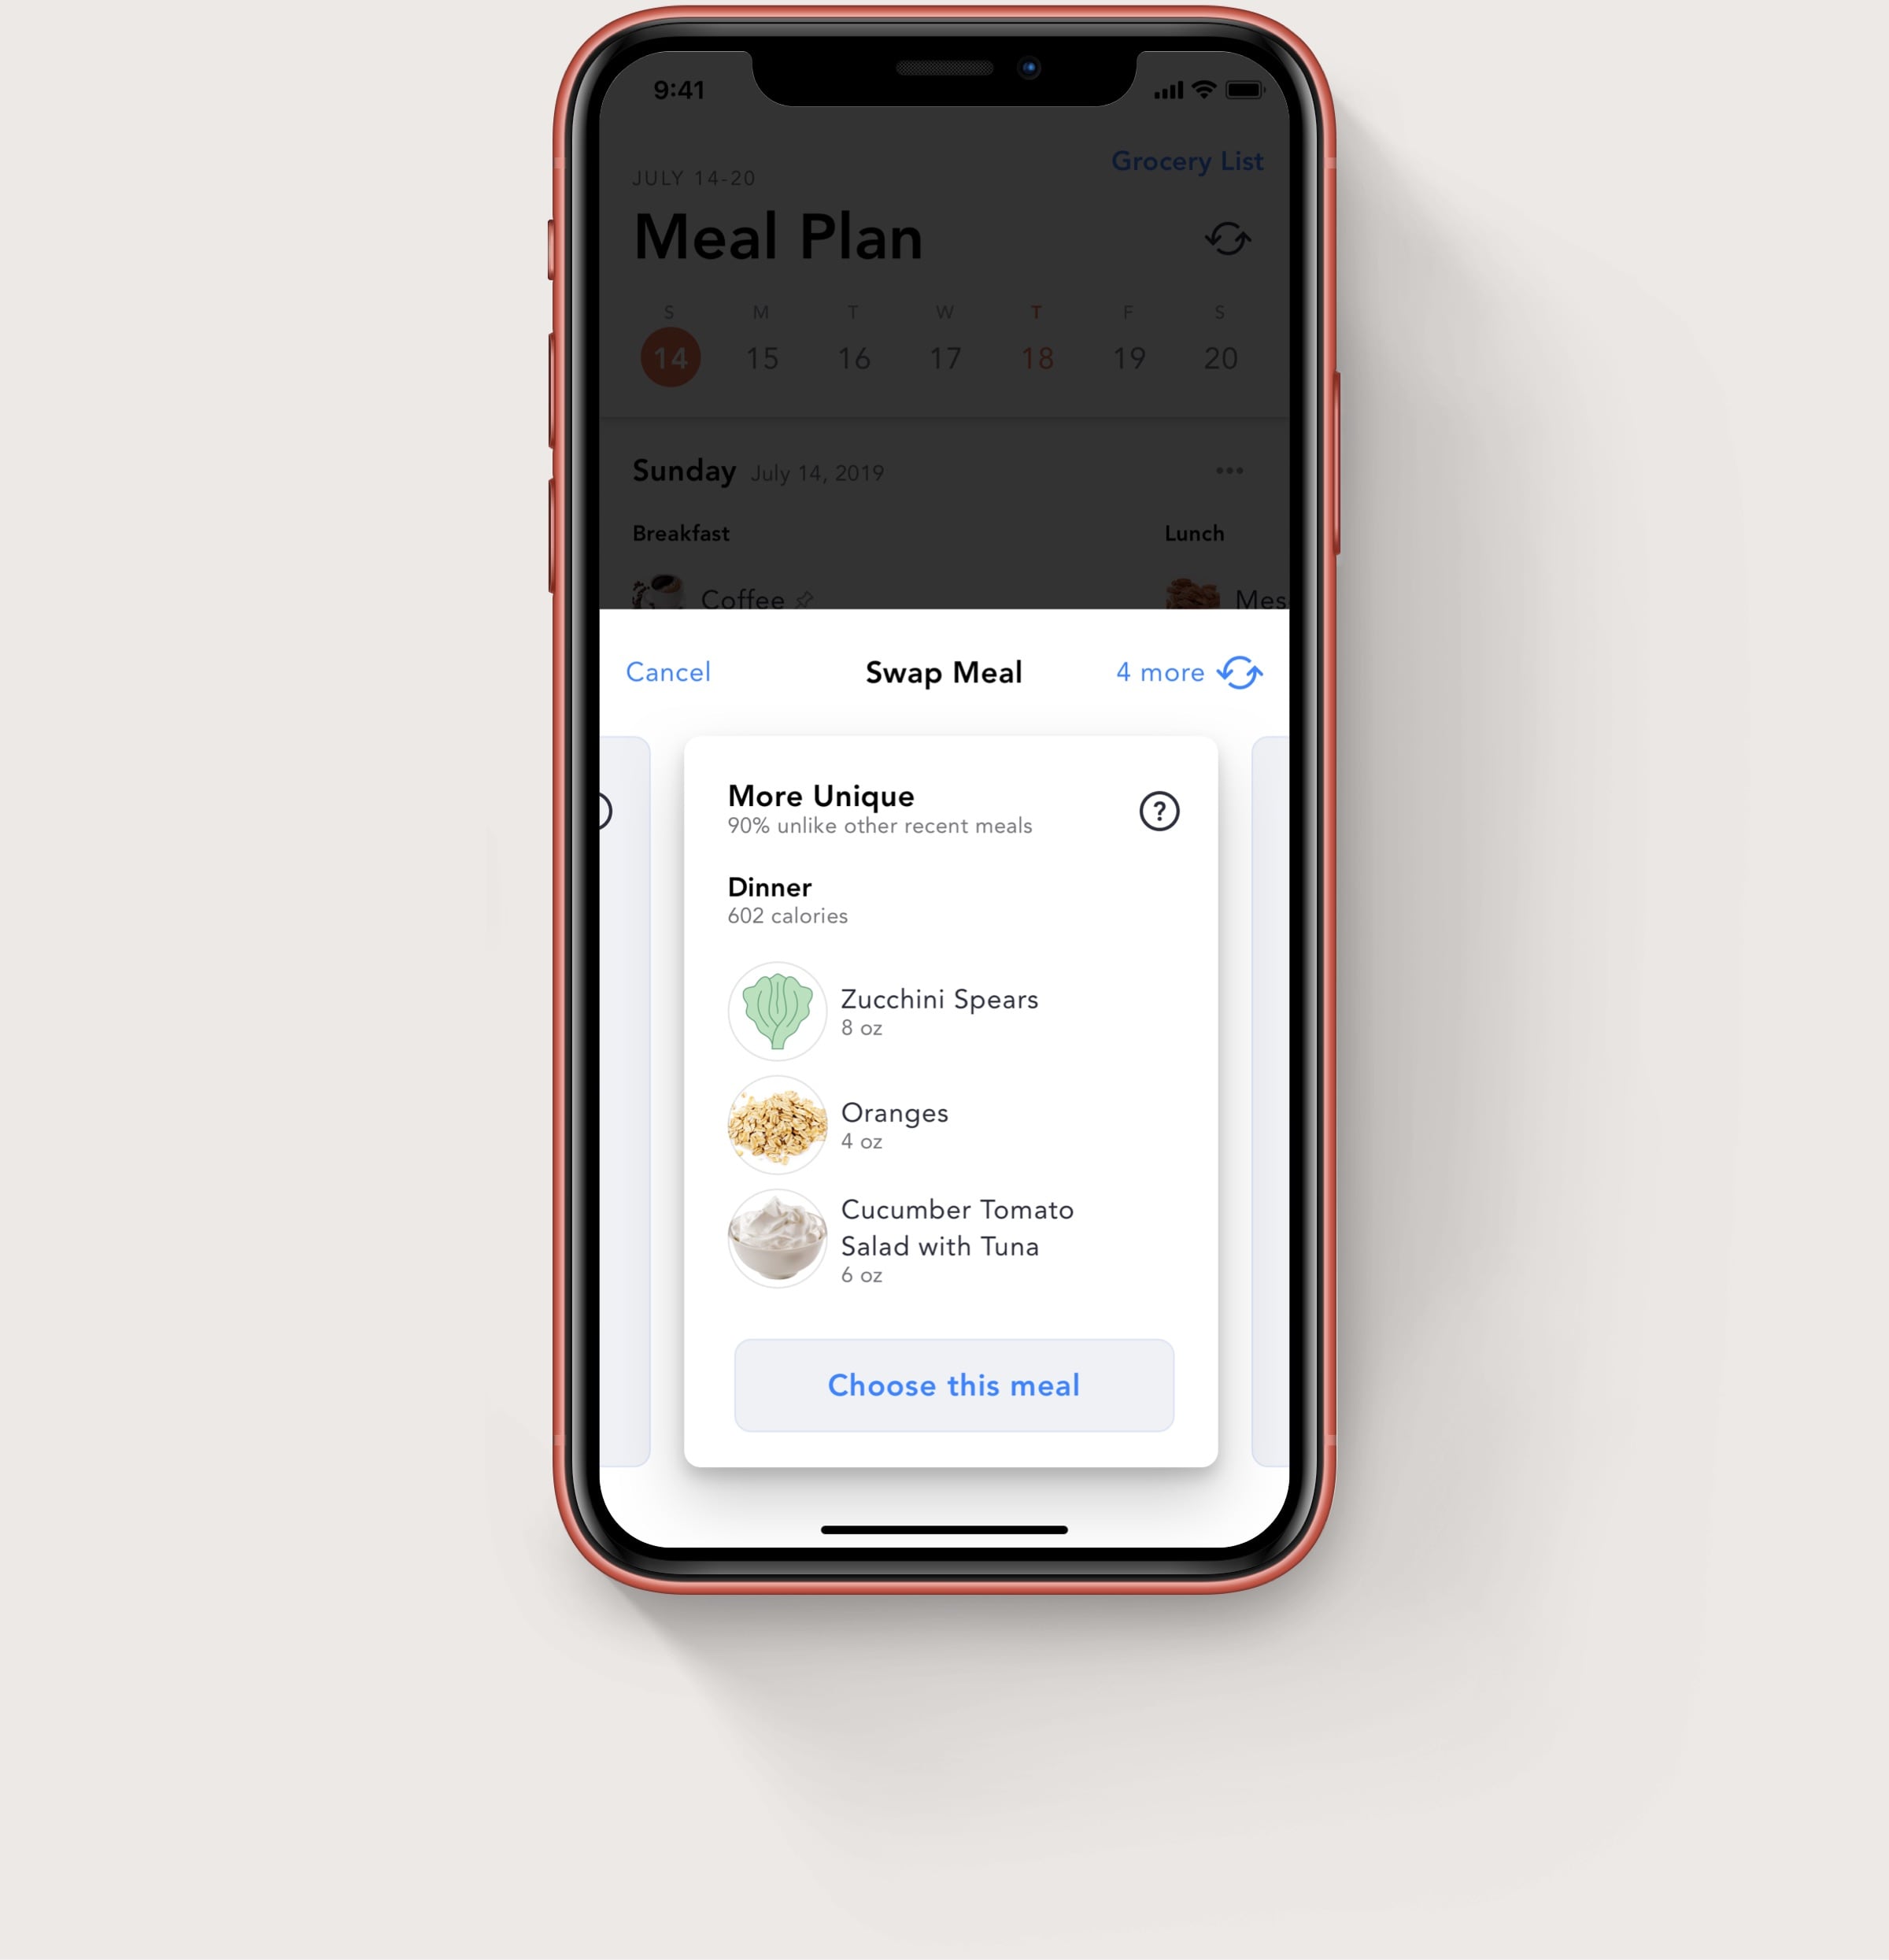 9:41
Grocery List
JULY 14-20
Meal Plan
S M T W T F S
14 15 16 17 18 19 20
Sunday July 14, 2019
Breakfast Lunch
Coffee Mes
Cancel Swap Meal 4 more
More Unique
90% unlike other recent meals
?
Dinner
602 calories
Zucchini Spears
8 oz
Oranges
4 oz
Cucumber Tomato
Salad with Tuna
6 oz
Choose this meal